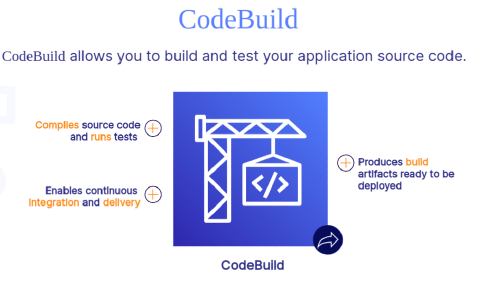 CodeBuild
CodeBuild allows you to build and test your application source code.
Compiles source code
and runs tests
Enables continuous
integration and delivery
Produces build
artifacts ready to be
deployed
</>
CodeBuild